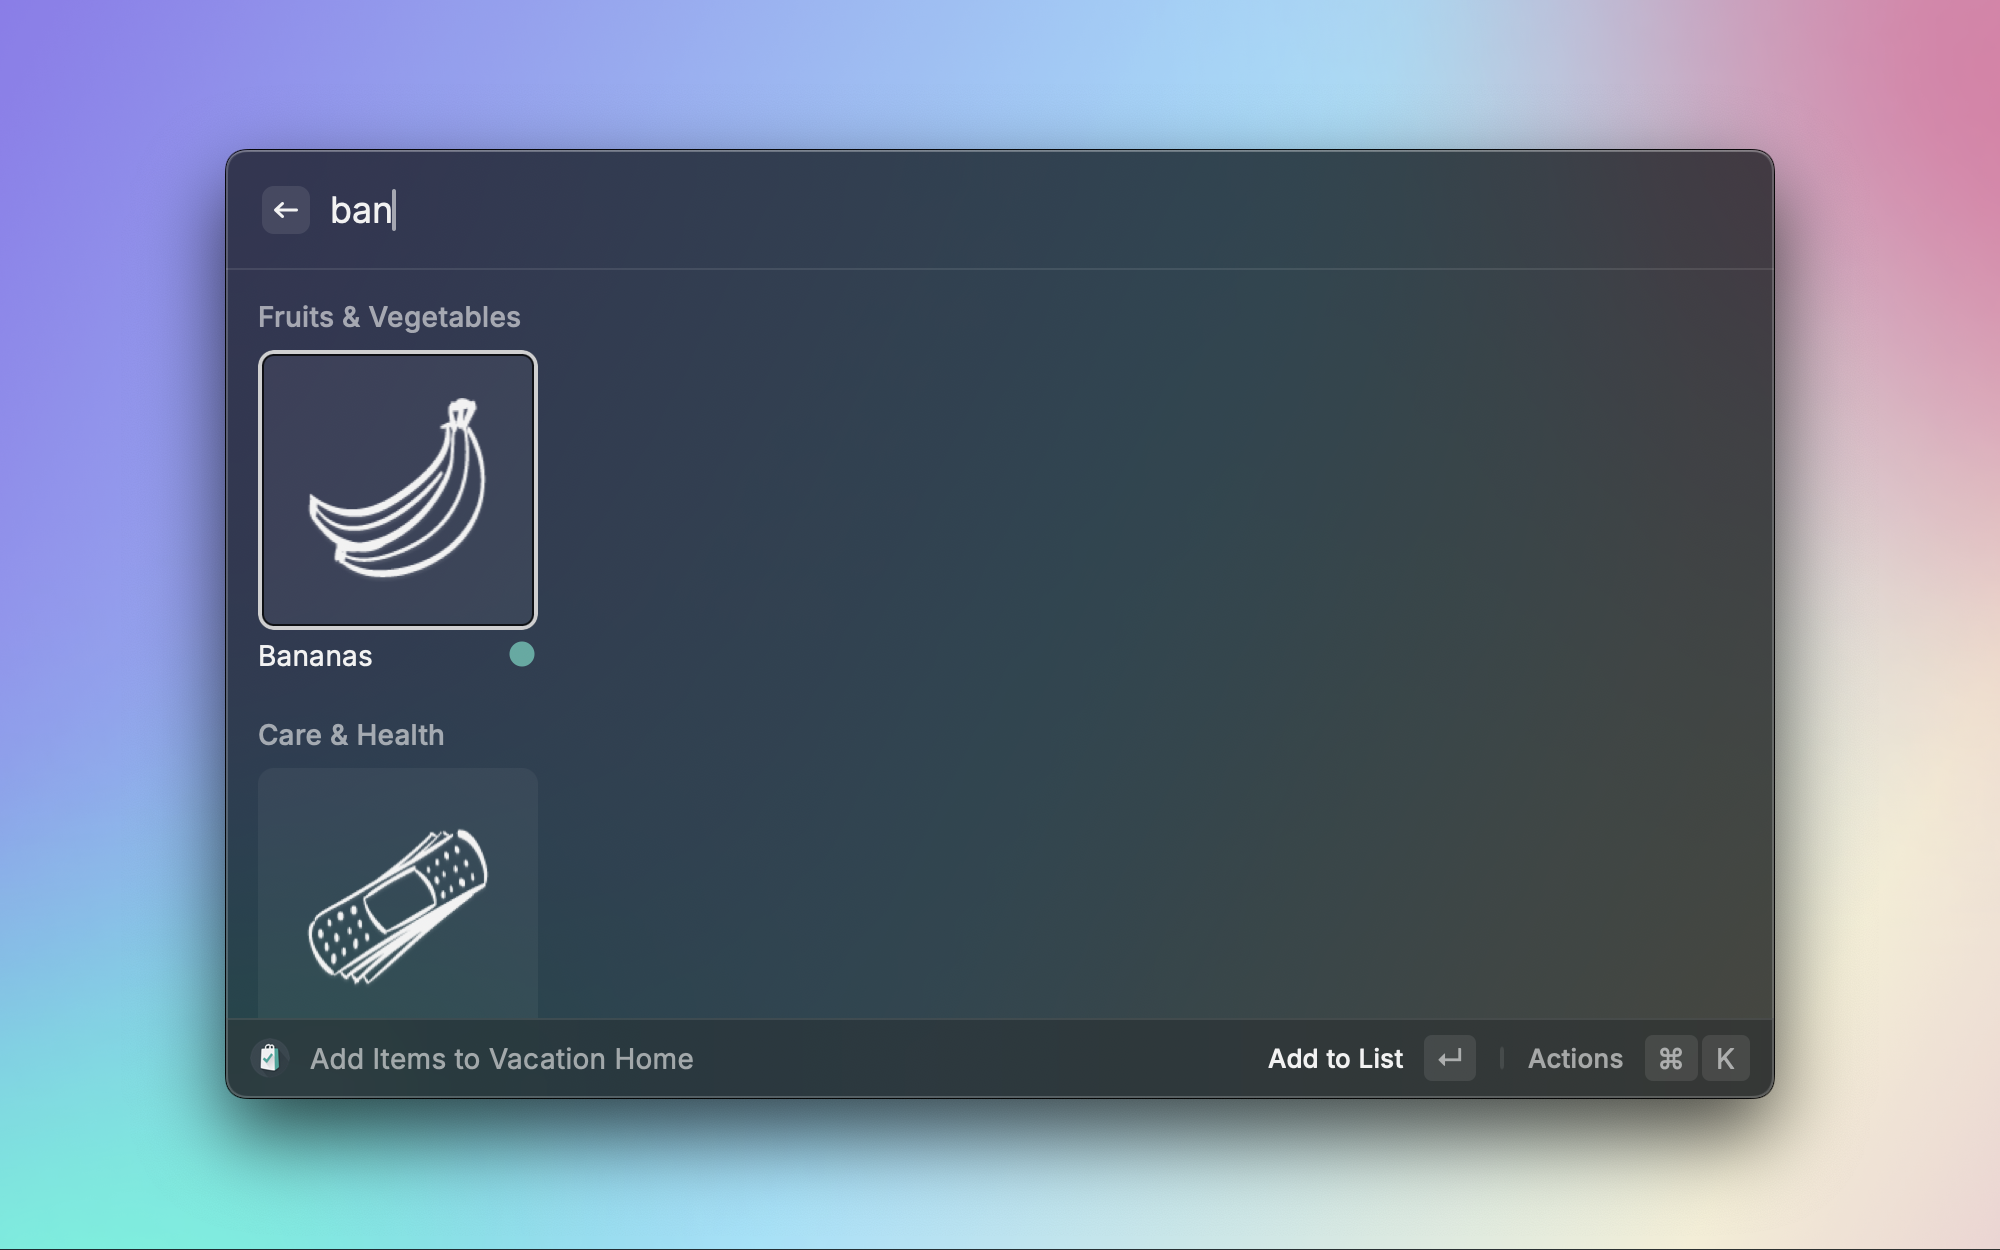 ban
Fruits & Vegetables
Bananas
Care & Health
Add Items to Vacation Home
Add to List
Actions ⌘ K